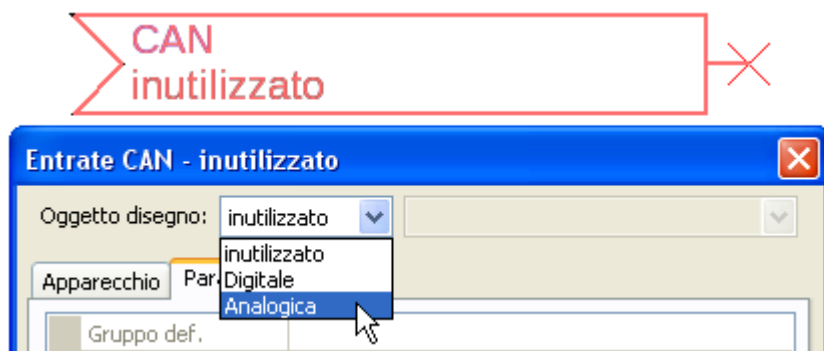 CAN
inutilizzato
Entrate CAN - inutilizzato
Oggetto disegno: inutilizzato
inutilizzato
Digitale
Analogica
Apparecchio
Gruppo def.